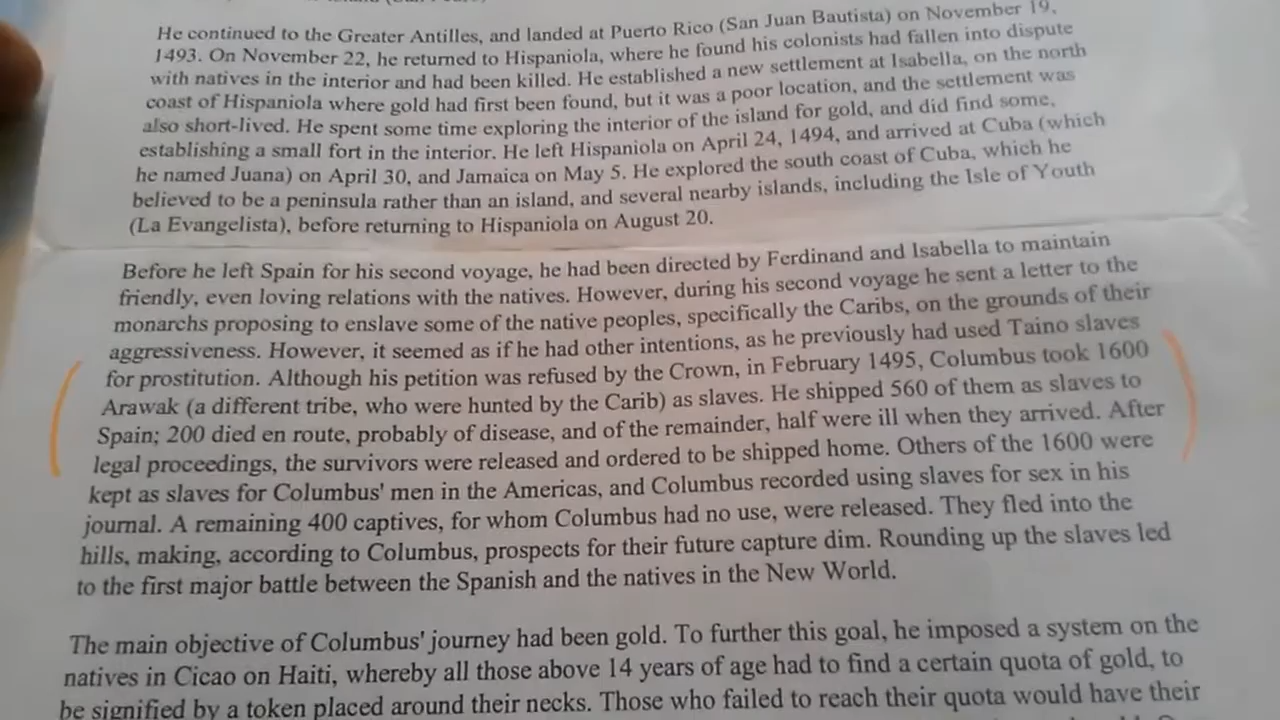 He continued to the Greater Antilles, and landed at Puerto Rico (San Juan Bautista) on November 19,
1493. On November 22, he returned to Hispaniola, where he found his colonists had fallen into dispute
with natives in the interior and had been killed. He established a new settlement at Isabella, on the north
coast of Hispaniola where gold had first been found, but it was a poor location, and the settlement was
also short-lived. He spent some time exploring the interior of the island for gold, and did find some,
establishing a small fort in the interior. He left Hispaniola on April 24, 1494, and arrived at Cuba (which
he named Juana) on April 30, and Jamaica on May 5. He explored the south coast of Cuba, which he
believed to be a peninsula rather than an island, and several nearby islands, including the Isle of Youth
(La Evangelista), before returning to Hispaniola on August 20.
Before he left Spain for his second voyage, he had been directed by Ferdinand and Isabella to maintain
friendly, even loving relations with the natives. However, during his second voyage he sent a letter to the
monarchs proposing to enslave some of the native peoples, specifically the Caribs, on the grounds of their
aggressiveness. However, it seemed as if he had other intentions, as he previously had used Taino slaves
for prostitution. Although his petition was refused by the Crown, in February 1495, Columbus took 1600
Arawak (a different tribe, who were hunted by the Carib) as slaves. He shipped 560 of them as slaves to
Spain; 200 died en route, probably of disease, and of the remainder, half were ill when they arrived. After
legal proceedings, the survivors were released and ordered to be shipped home. Others of the 1600 were
kept as slaves for Columbus' men in the Americas, and Columbus recorded using slaves for sex in his
journal. A remaining 400 captives, for whom Columbus had no use, were released. They fled into the
hills, making, according to Columbus, prospects for their future capture dim. Rounding up the slaves led
to the first major battle between the Spanish and the natives in the New World.
The main objective of Columbus' journey had been gold. To further this goal, he imposed a system on the
natives in Cicao on Haiti, whereby all those above 14 years of age had to find a certain quota of gold, to
be signified by a token placed around their necks. Those who failed to reach their quota would have their